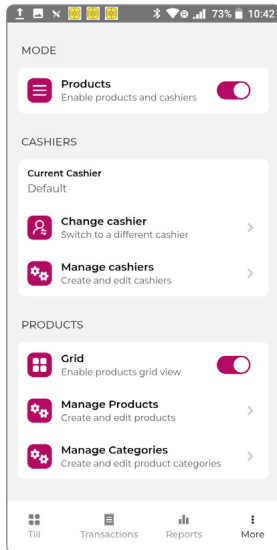 73% 10:42
MODE
Products
Enable products and cashiers
CASHIERS
Current Cashier
Default
Change cashier
Switch to a different cashier
Manage cashiers
Create and edit cashiers
PRODUCTS
Grid
Enable products grid view
Manage Products
Create and edit products
Manage Categories
Create and edit product categories
Till Transactions Reports More